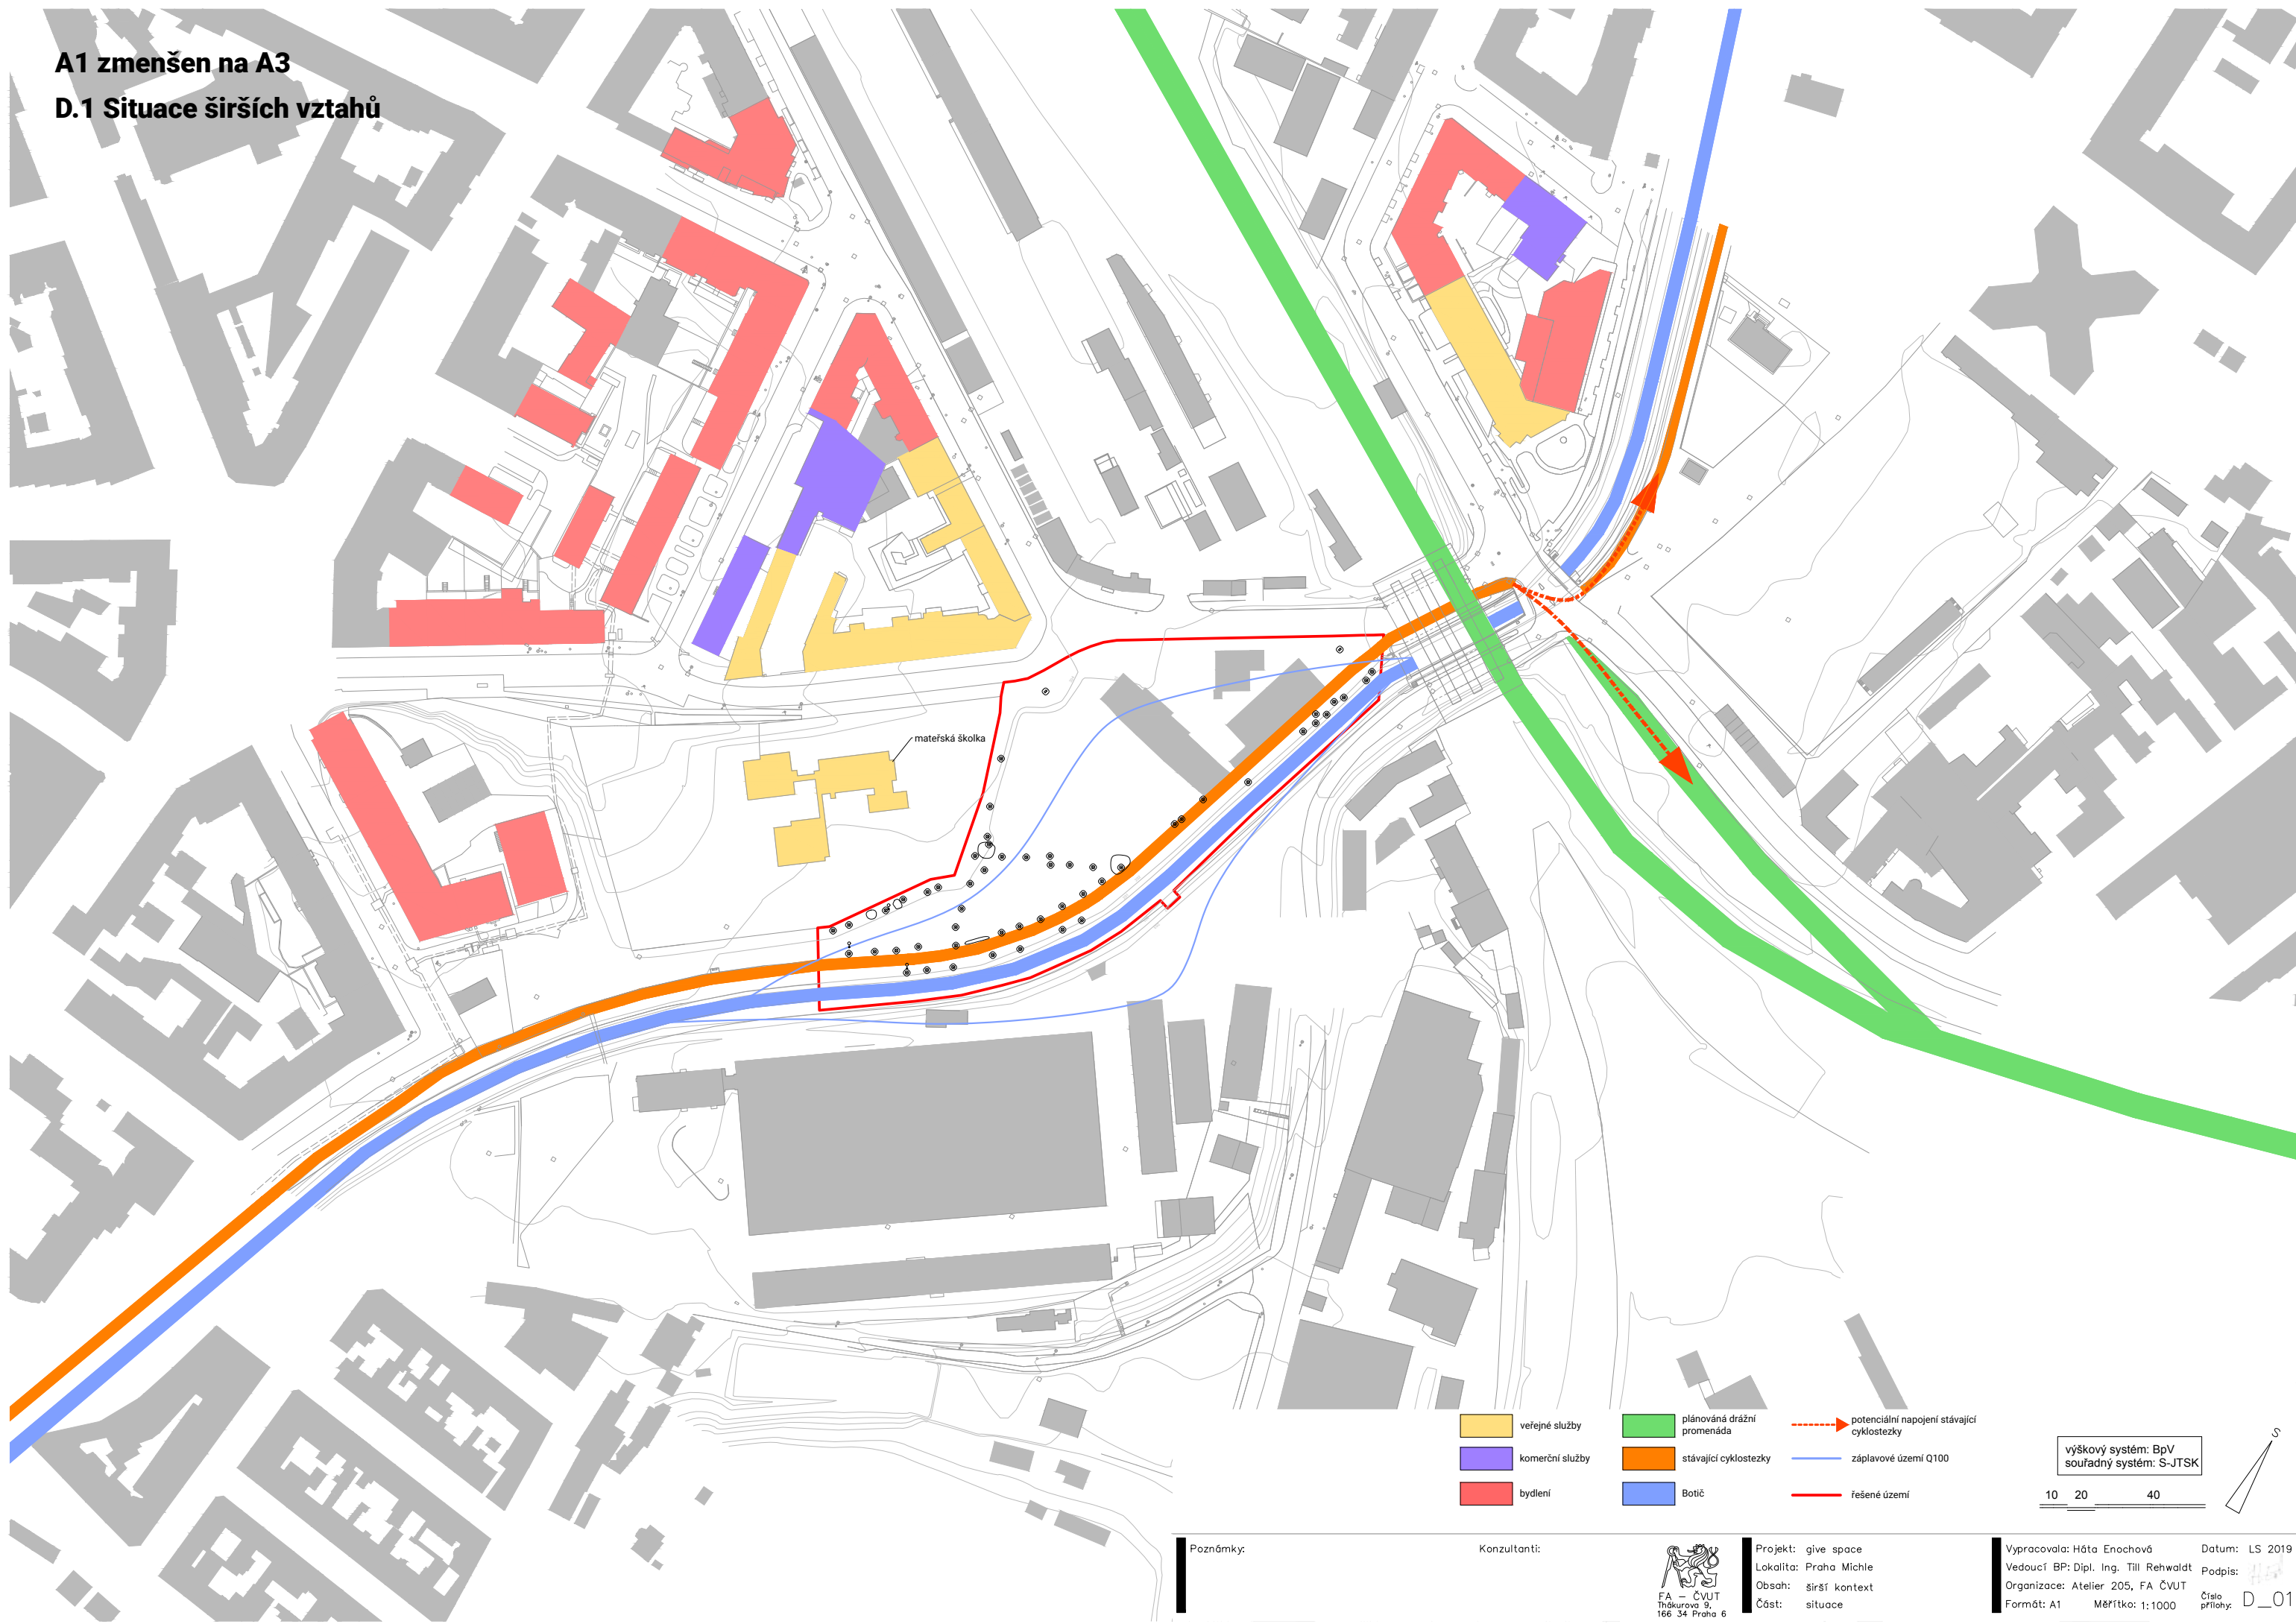 A1 zmenšen na A3
D.1 Situace širších vztahů
mateřská školka
veřejné služby
komerční služby
bydlení
plánováná drážní
promenáda
stávající cyklostezky
Botič
potenciální napojení stávající
cyklostezky
záplavové území Q100
řešené území
výškový systém: BpV
souřadný systém: S-JTSK
10 20 40
S
Poznámky:
Konzultanti:
FA – ČVUT
Thákurova 9,
166 34 Praha 6
Projekt: give space
Lokalita: Praha Michle
Obsah: širší kontext
Část: situace
Vypracovala: Háta Enochová
Vedoucí BP: Dipl. Ing. Till Rehwaldt
Organizace: Atelier 205, FA ČVUT
Formát: A1 Měřítko: 1:1000
Datum: LS 2019
Podpis:
Číslo
přílohy: D__01